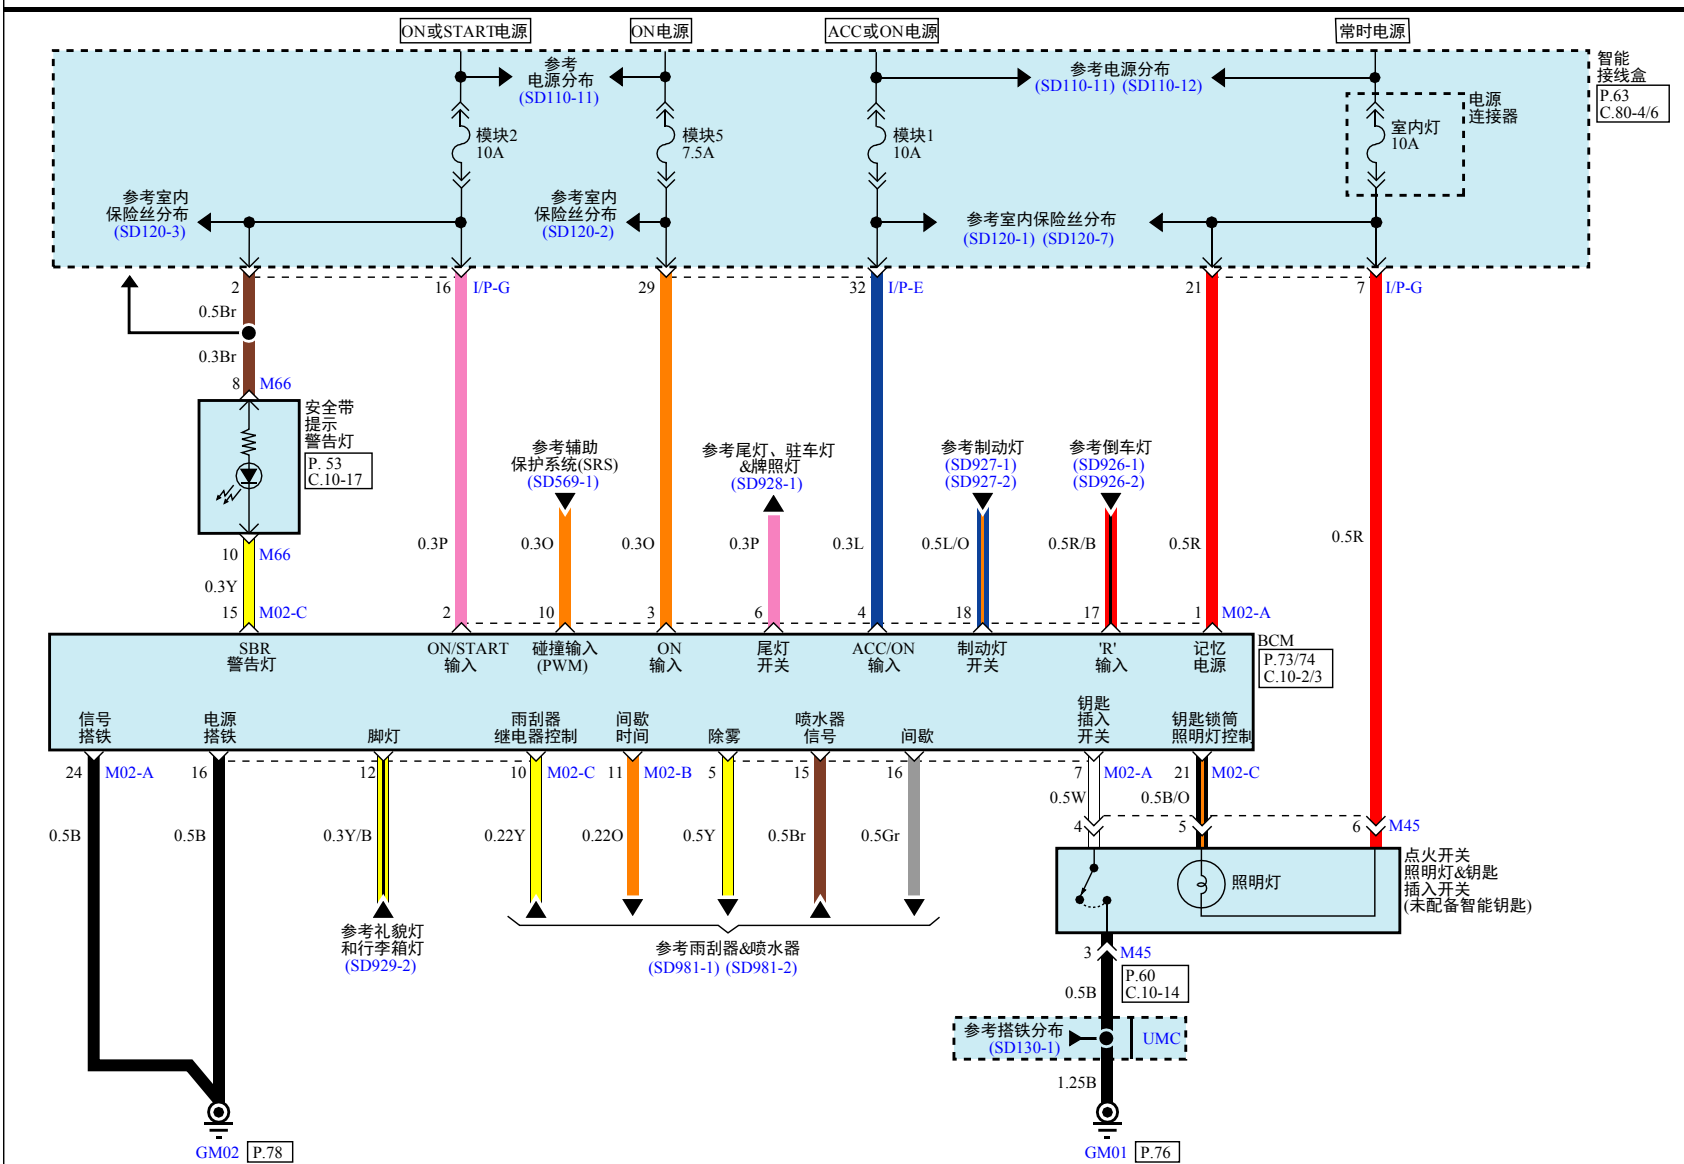 ON或START电源
ON电源
ACC或ON电源
常时电源
智能
接线盒
P.63
C.80-4/6
参考
电源分布
(SD110-11)
参考电源分布
(SD110-11) (SD110-12)
电源
连接器
模块2
10A
模块5
7.5A
模块1
10A
室内灯
10A
参考室内
保险丝分布
(SD120-3)
参考室内
保险丝分布
(SD120-2)
参考室内保险丝分布
(SD120-1) (SD120-7)
2
16
I/P-G
29
32
I/P-E
21
7
I/P-G
0.5Br
0.3Br
8
M66
安全带
提示
警告灯
P. 53
C.10-17
参考辅助
保护系统(SRS)
(SD569-1)
参考尾灯、驻车灯
&牌照灯
(SD928-1)
参考制动灯
(SD927-1)
(SD927-2)
参考倒车灯
(SD926-1)
(SD926-2)
10
M66
0.3Y
0.3P
0.3O
0.3O
0.3P
0.3L
0.5L/O
0.5R/B
0.5R
0.5R
15
M02-C
2
10
3
6
4
18
17
1
M02-A
SBR
警告灯
ON/START
输入
碰撞输入
(PWM)
ON
输入
尾灯
开关
ACC/ON
输入
制动灯
开关
'R'
输入
记忆
电源
BCM
P.73/74
C.10-2/3
信号
搭铁
电源
搭铁
脚灯
雨刮器
继电器控制
间歇
时间
除雾
喷水器
信号
间歇
钥匙
插入
开关
钥匙锁筒
照明灯控制
24
M02-A
16
12
10
M02-C
11
M02-B
5
15
16
7
M02-A
21
M02-C
0.5B
0.5B
0.3Y/B
0.22Y
0.22O
0.5Y
0.5Br
0.5Gr
0.5W
0.5B/O
4
5
6
M45
点火开关
照明灯&钥匙
插入开关
(未配备智能钥匙)
照明灯
参考礼貌灯
和行李箱灯
(SD929-2)
参考雨刮器&喷水器
(SD981-1) (SD981-2)
3
M45
P.60
C.10-14
0.5B
参考搭铁分布
(SD130-1)
UMC
1.25B
GM02
P.78
GM01
P.76